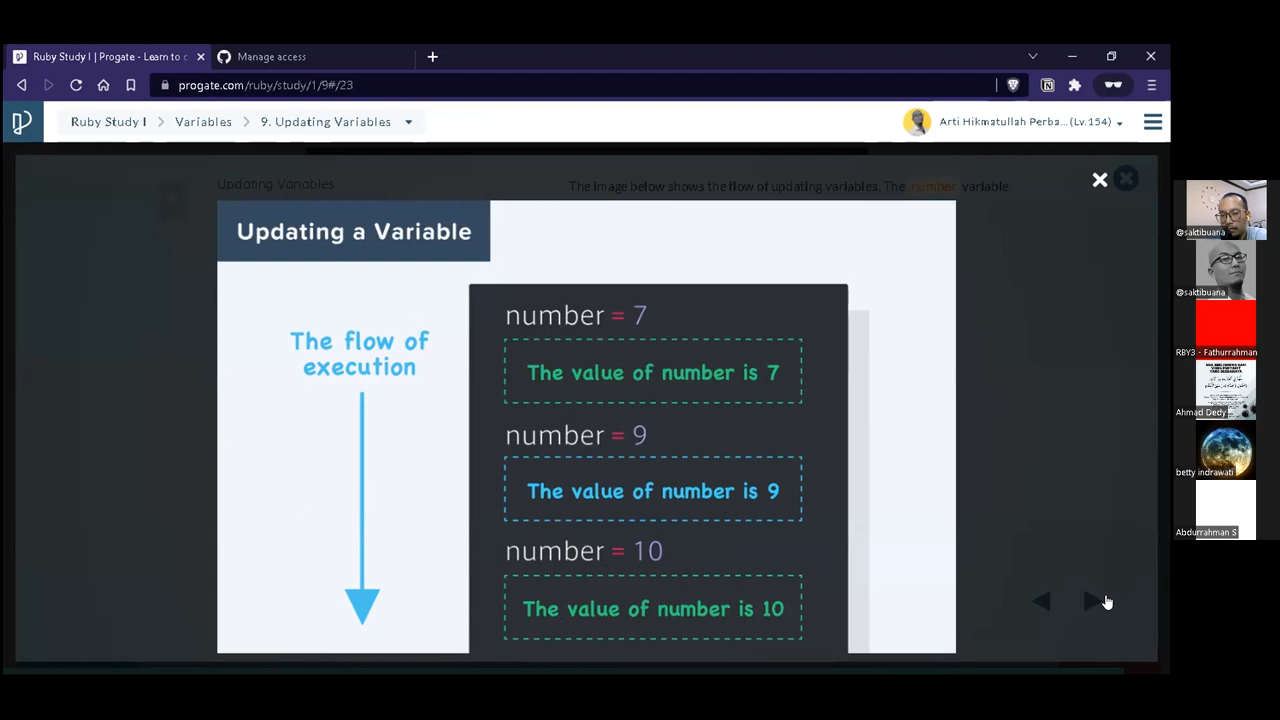 Ruby Study I | Progate - Learn to c
Manage access
progate.com/ruby/study/1/9#/23
Ruby Study I
Variables
9. Updating Variables
Arti Hikmatullah Perba...(Lv.154)
Updating Variables
The image below shows the flow of updating variables. The number variable
Updating a Variable
The flow of
execution
number = 7
The value of number is 7
number = 9
The value of number is 9
number = 10
The value of number is 10
@saktibuana
@saktibuana
RBY3 - Fathurrahman
Ahmad Dedy
betty indrawati
Abdurrahman S